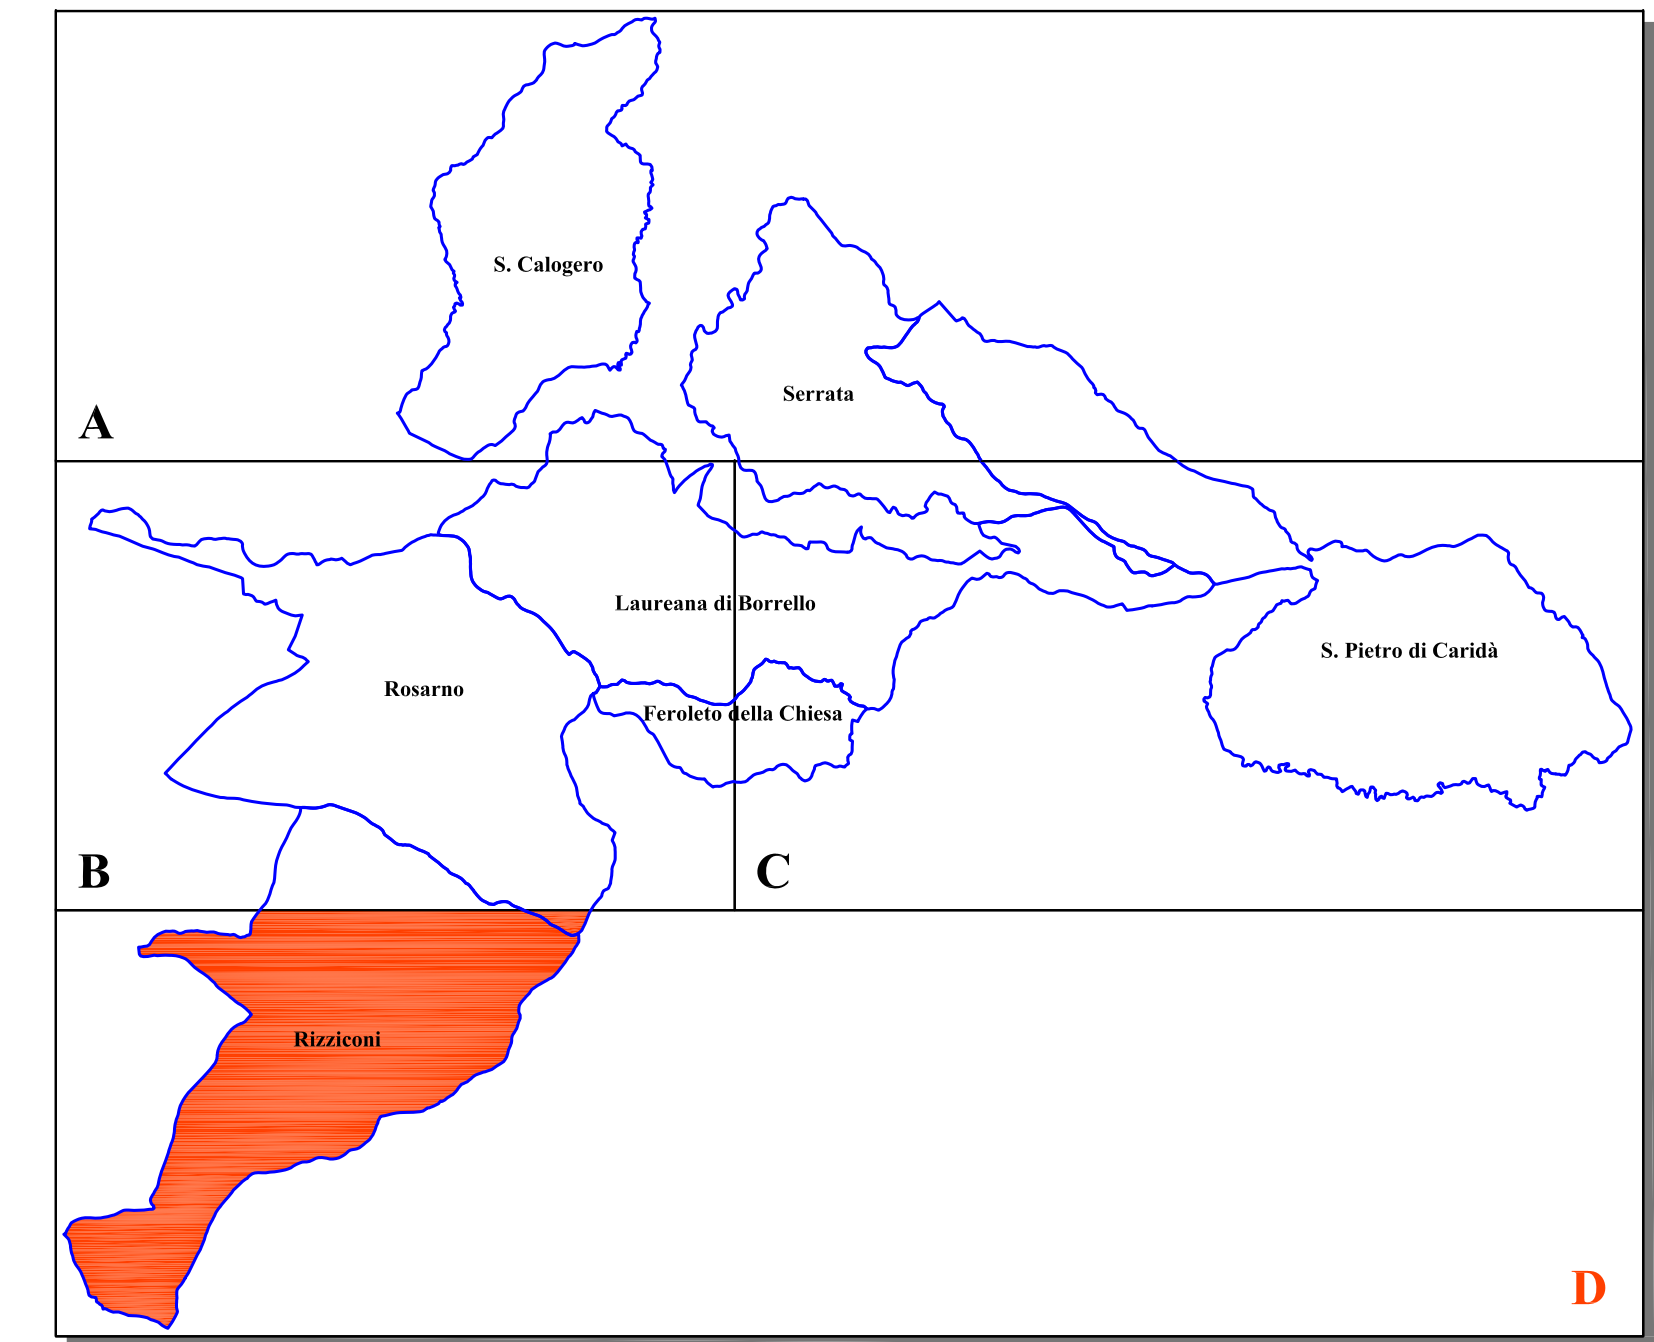 S. Calogero
Serrata
A
Laureana di Borrello
S. Pietro di Caridà
Rosarno
Feroleto della Chiesa
B
C
Rizziconi
D